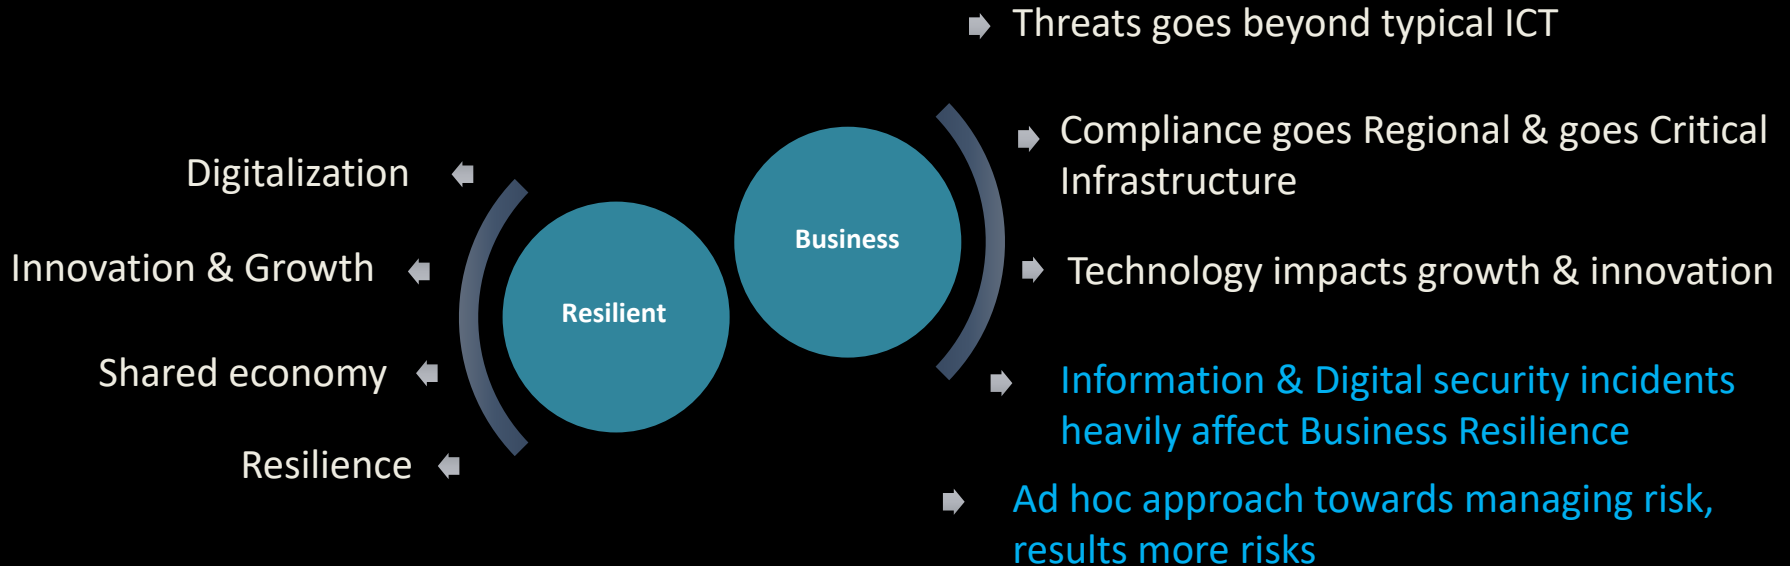 Digitalization
Innovation & Growth
Shared economy
Resilience
Resilient
Business
Threats goes beyond typical ICT
Compliance goes Regional & goes Critical
Infrastructure
Technology impacts growth & innovation
Information & Digital security incidents
heavily affect Business Resilience
Ad hoc approach towards managing risk,
results more risks